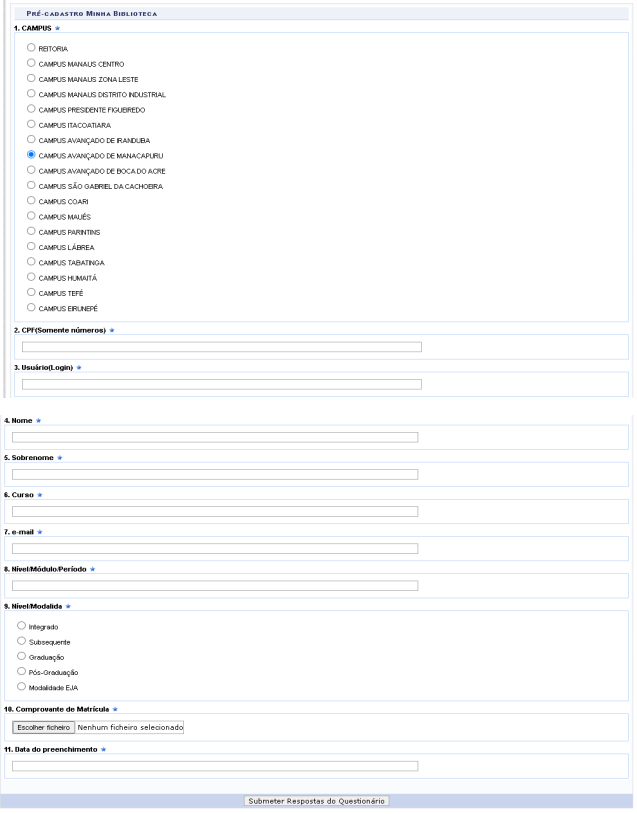 Pré-cadastro Minha Biblioteca
1. CAMPUS
REITORIA
CAMPUS MANAUS CENTRO
CAMPUS MANAUS ZONA LESTE
CAMPUS MANAUS DISTRITO INDUSTRIAL
CAMPUS PRESIDENTE FIGUEIREDO
CAMPUS ITACOATIARA
CAMPUS AVANÇADO DE IRANDUBA
CAMPUS AVANÇADO DE MANACAPURU
CAMPUS AVANÇADO DE BOCA DO ACRE
CAMPUS SÃO GABRIEL DA CACHOEIRA
CAMPUS COARI
CAMPUS MAUÉS
CAMPUS PARINTINS
CAMPUS LÁBREA
CAMPUS TABATINGA
CAMPUS HUMAITÁ
CAMPUS TEFÉ
CAMPUS EIRUNEPÉ
2. CPF(Somente números)
3. Usuário(Login)
4. Nome
5. Sobrenome
6. Curso
7. e-mail
8. Nível/Módulo/Período
9. Nível/Modalida
Integrado
Subsequente
Graduação
Pós-Graduação
Modalidade EJA
10. Comprovante de Matrícula
Escolher ficheiro Nenhum ficheiro selecionado
11. Data do preenchimento
Submeter Respostas do Questionário